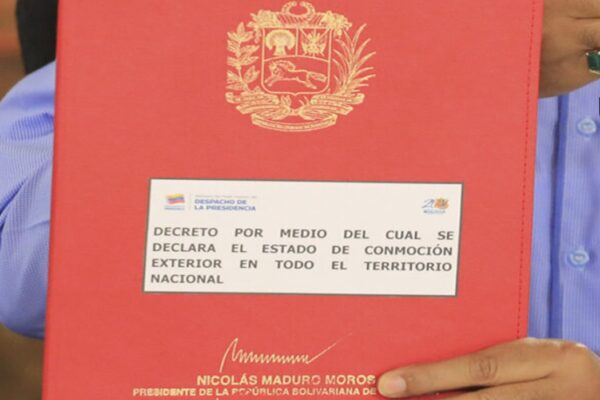 DESPACHO DE
LA PRESIDENCIA
DECRETO POR MEDIO DEL CUAL SE
DECLARA EL ESTADO DE CONMOCIÓN
EXTERIOR EN TODO EL TERRITORIO
NACIONAL
NICOLÁS MADURO MOROS
PRESIDENTE DE LA REPÚBLICA BOLIVARIANA DE